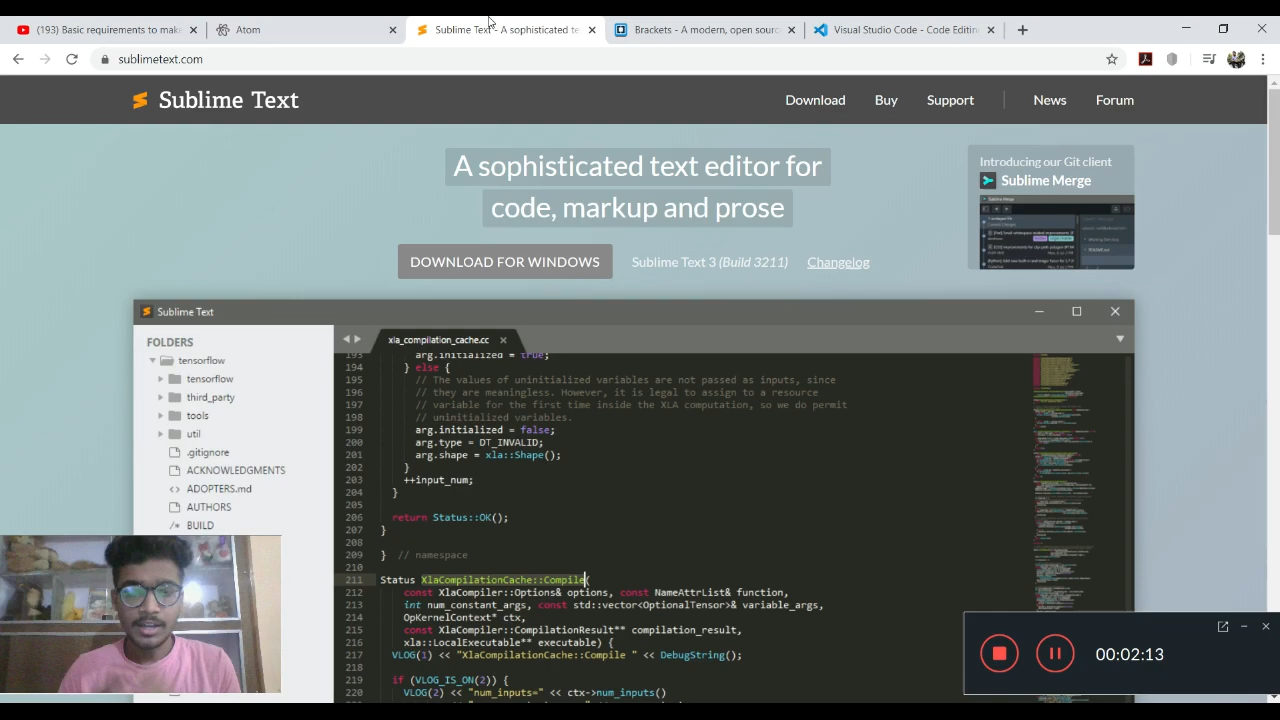 (193) Basic requirements to make
Atom
Sublime Text - A sophisticated te
Brackets - A modern, open sourc
Visual Studio Code - Code Editin
sublimetext.com
Sublime Text
Download
Buy
Support
News
Forum
A sophisticated text editor for
code, markup and prose
Introducing our Git client
Sublime Merge
DOWNLOAD FOR WINDOWS
Sublime Text 3 (Build 3211)
Changelog
Sublime Text
FOLDERS
tensorflow
tensorflow
third_party
tools
util
.gitignore
ACKNOWLEDGMENTS
ADOPTERS.md
AUTHORS
BUILD
xla_compilation_cache.cc
193 arg.initialized = true;
194 } else {
195 // The values of uninitialized variables are not passed as inputs, since
196 // they are meaningless. However, it is legal to assign to a resource
197 // variable for the first time inside the XLA computation, so we do permit
198 // uninitialized variables.
199 arg.initialized = false;
200 arg.type = DT_INVALID;
201 arg.shape = xla::Shape();
202 }
203 ++input_num;
204 }
205
206 return Status::OK();
207 }
208
209 } // namespace
210
211 Status XlaCompilationCache::Compile(
212 const XlaCompiler::Options& options, const NameAttrList& function,
213 int num_constant_args, const std::vector<OptionalTensor>& variable_args,
214 OpKernelContext* ctx,
215 const XlaCompiler::CompilationResult** compilation_result,
216 xla::LocalExecutable** executable) {
217 VLOG(1) << "XlaCompilationCache::Compile " << DebugString();
218
219 if (VLOG_IS_ON(2)) {
220 VLOG(2) << "num_inputs=" << ctx->num_inputs()
00:02:13